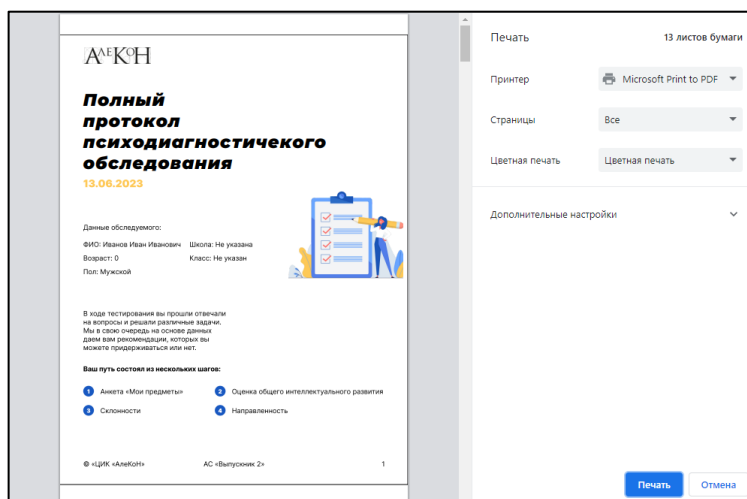 АЛЕКОН
Полный
протокол
психодиагностичекого
обследования
13.06.2023
Данные обследуемого:
ФИО: Иванов Иван Иванович Школа: Не указана
Возраст: 0 Класс: Не указан
Пол: Мужской
В ходе тестирования вы прошли отвечали
на вопросы и решали различные задачи.
Мы в свою очередь на основе данных
даем вам рекомендации, которых вы
можете придерживаться или нет.
Ваш путь состоял из нескольких шагов:
1 Анкета «Мои предметы» 2 Оценка общего интеллектуального развития
3 Склонности 4 Направленность
© «ЦИК «АлеКоН» АС «Выпускник 2» 1
Печать 13 листов бумаги
Принтер Microsoft Print to PDF
Страницы Все
Цветная печать Цветная печать
Дополнительные настройки
Печать Отмена